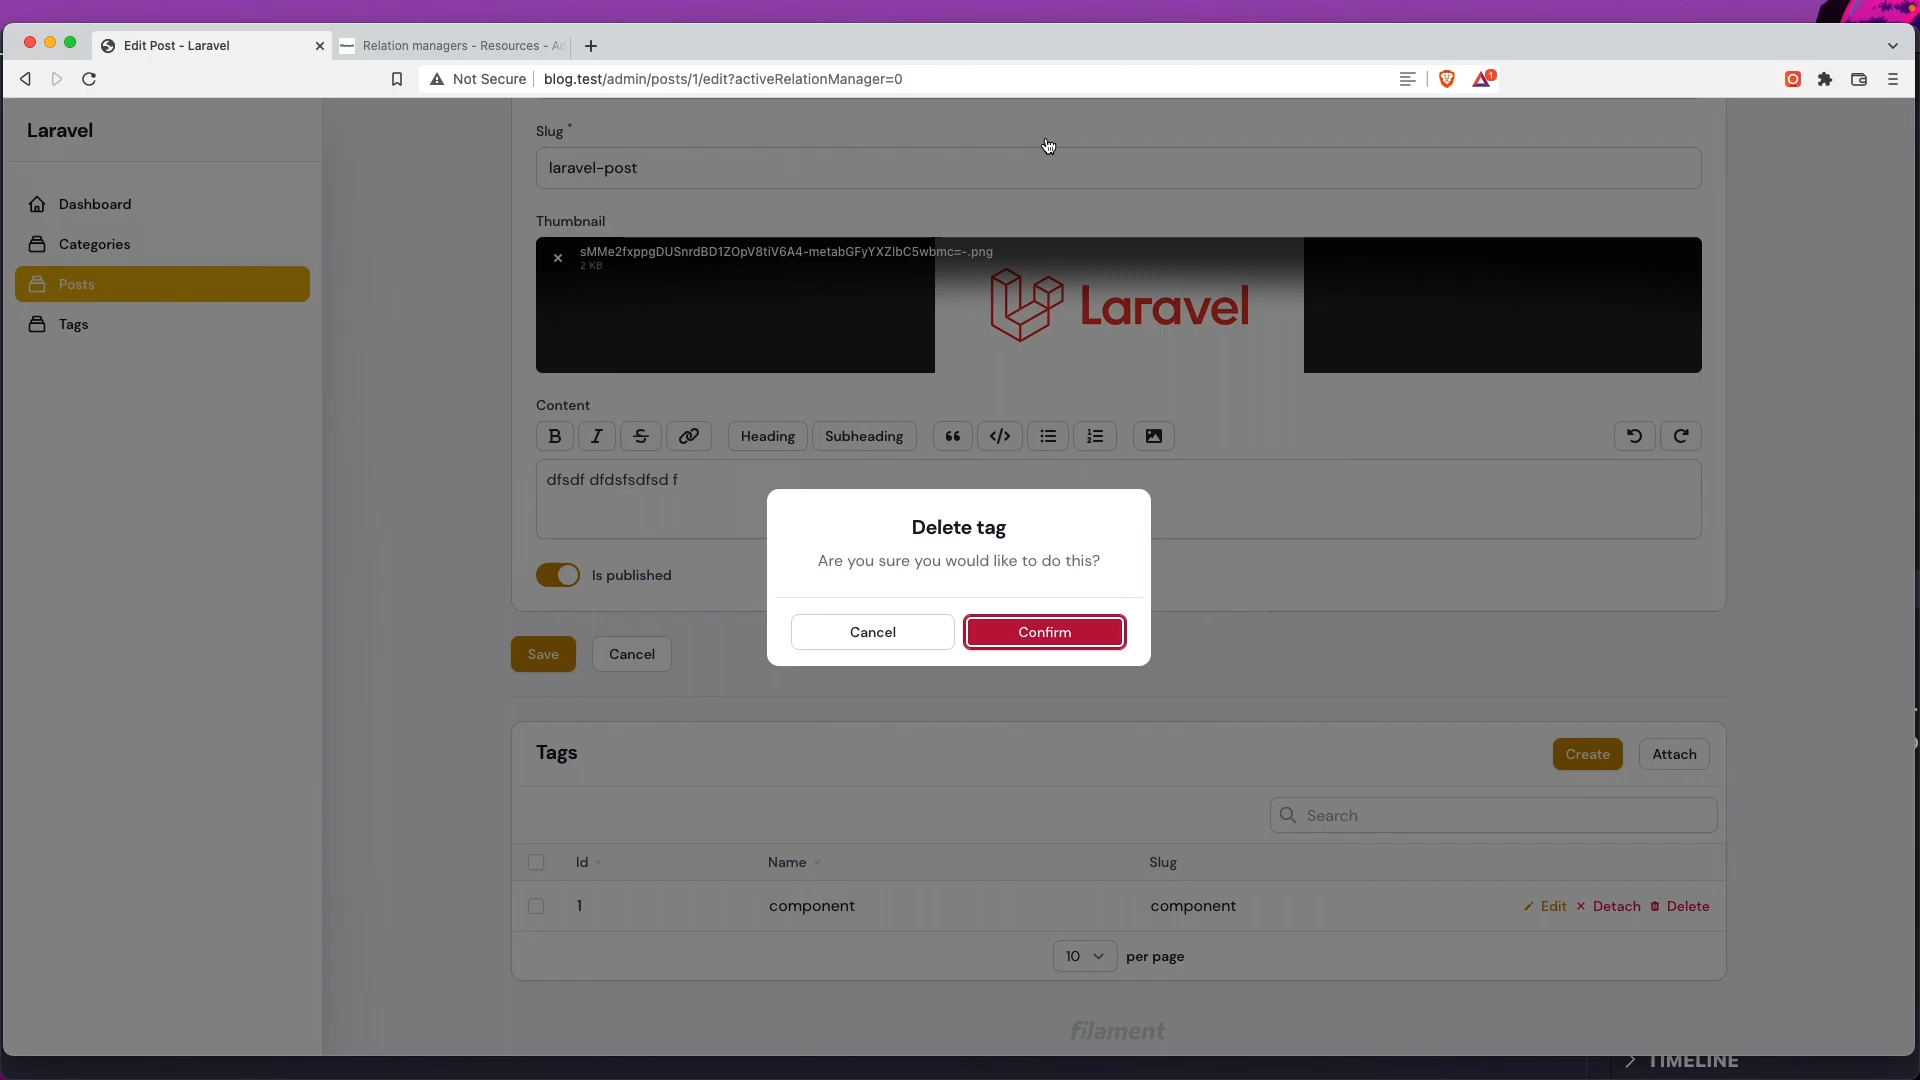 Edit Post - Laravel
Relation managers - Resources - Ad
Not Secure
blog.test/admin/posts/1/edit?activeRelationManager=0
1
Laravel
Dashboard
Categories
Posts
Tags
Slug *
laravel-post
Thumbnail
sMMe2fxppgDUSnrdBD1ZOpV8tiV6A4-metabGFyYXZlbC5wbmc=-.png
2 KB
Laravel
Content
B I S Heading Subheading
dfsdf dfdsfsdfsd f
Is published
Delete tag
Are you sure you would like to do this?
Cancel Confirm
Save Cancel
Tags
Create Attach
Search
Id Name Slug
1 component component Edit Detach Delete
10 per page
filament
TIMELINE